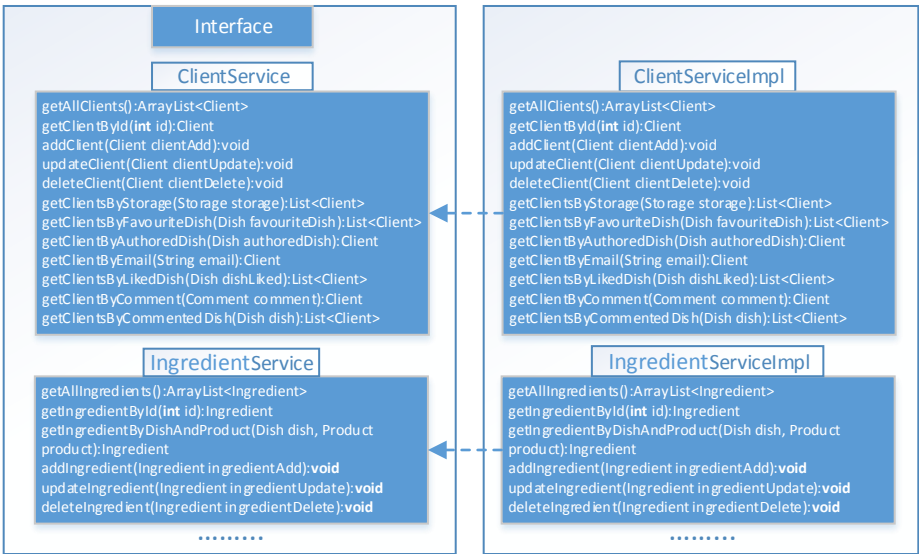 Interface
ClientService
getAllClients():ArrayList<Client>
getClientById(int id):Client
addClient(Client clientAdd):void
updateClient(Client clientUpdate):void
deleteClient(Client clientDelete):void
getClientsByStorage(Storage storage):List<Client>
getClientsByFavouriteDish(Dish favouriteDish):List<Client>
getClientByAuthoredDish(Dish authoredDish):Client
getClientByEmail(String email):Client
getClientsByLikedDish(Dish dishLiked):List<Client>
getClientByComment(Comment comment):Client
getClientsByCommentedDish(Dish dish):List<Client>
IngredientService
getAllIngredients():ArrayList<Ingredient>
getIngredientById(int id):Ingredient
getIngredientByDishAndProduct(Dish dish, Product
product):Ingredient
addIngredient(Ingredient ingredientAdd):void
updateIngredient(Ingredient ingredientUpdate):void
deleteIngredient(Ingredient ingredientDelete):void
.........
ClientServiceImpl
getAllClients():ArrayList<Client>
getClientById(int id):Client
addClient(Client clientAdd):void
updateClient(Client clientUpdate):void
deleteClient(Client clientDelete):void
getClientsByStorage(Storage storage):List<Client>
getClientsByFavouriteDish(Dish favouriteDish):List<Client>
getClientByAuthoredDish(Dish authoredDish):Client
getClientByEmail(String email):Client
getClientsByLikedDish(Dish dishLiked):List<Client>
getClientByComment(Comment comment):Client
getClientsByCommentedDish(Dish dish):List<Client>
IngredientServiceImpl
getAllIngredients():ArrayList<Ingredient>
getIngredientById(int id):Ingredient
getIngredientByDishAndProduct(Dish dish, Product
product):Ingredient
addIngredient(Ingredient ingredientAdd):void
updateIngredient(Ingredient ingredientUpdate):void
deleteIngredient(Ingredient ingredientDelete):void
.........